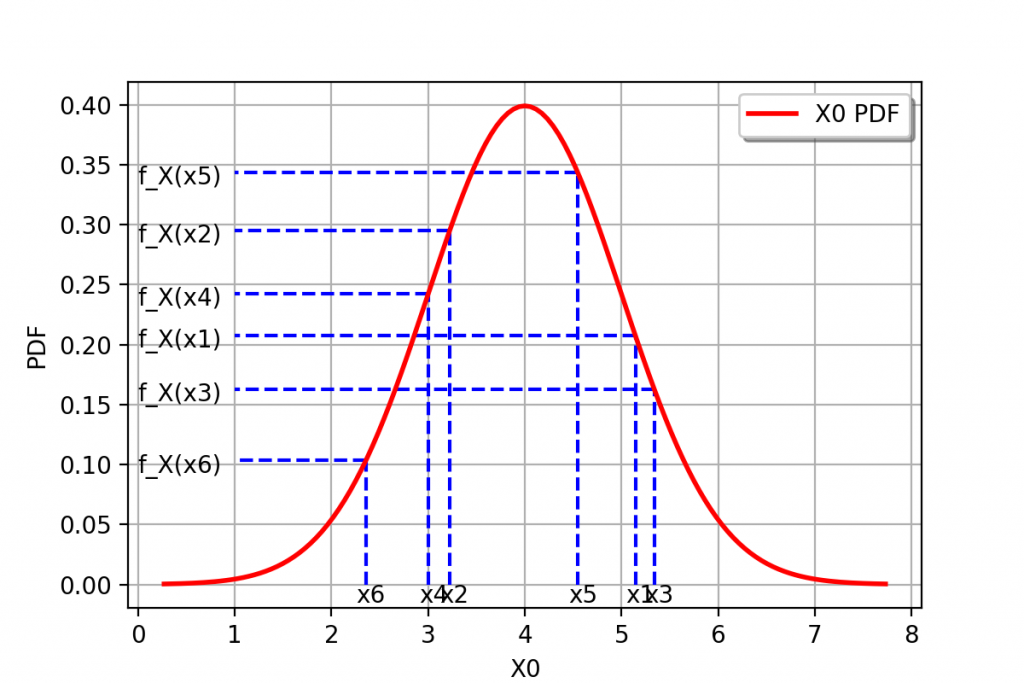 X0 PDF
0.40
0.35
f_X(x5)
0.30
f_X(x2)
0.25
f_X(x4)
0.20
f_X(x1)
0.15
f_X(x3)
0.10
f_X(x6)
0.05
0.00
PDF
x6 x4 x2 x5 x1 x3
0 1 2 3 4 5 6 7 8
X0